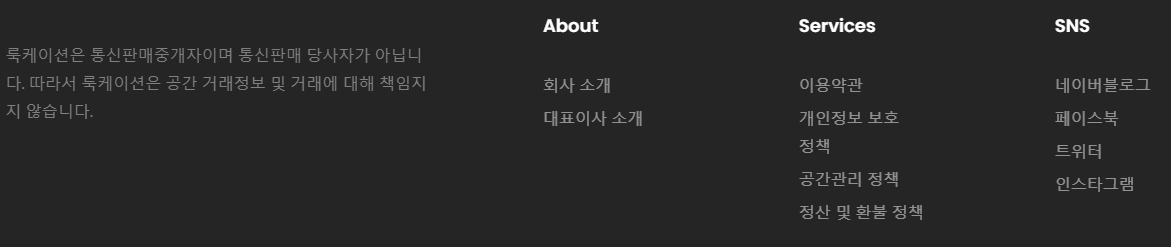 룩케이션은 통신판매중개자이며 통신판매 당사자가 아닙니
다. 따라서 룩케이션은 공간 거래정보 및 거래에 대해 책임지
지 않습니다.
About
회사 소개
대표이사 소개
Services
이용약관
개인정보 보호
정책
공간관리 정책
정산 및 환불 정책
SNS
네이버블로그
페이스북
트위터
인스타그램